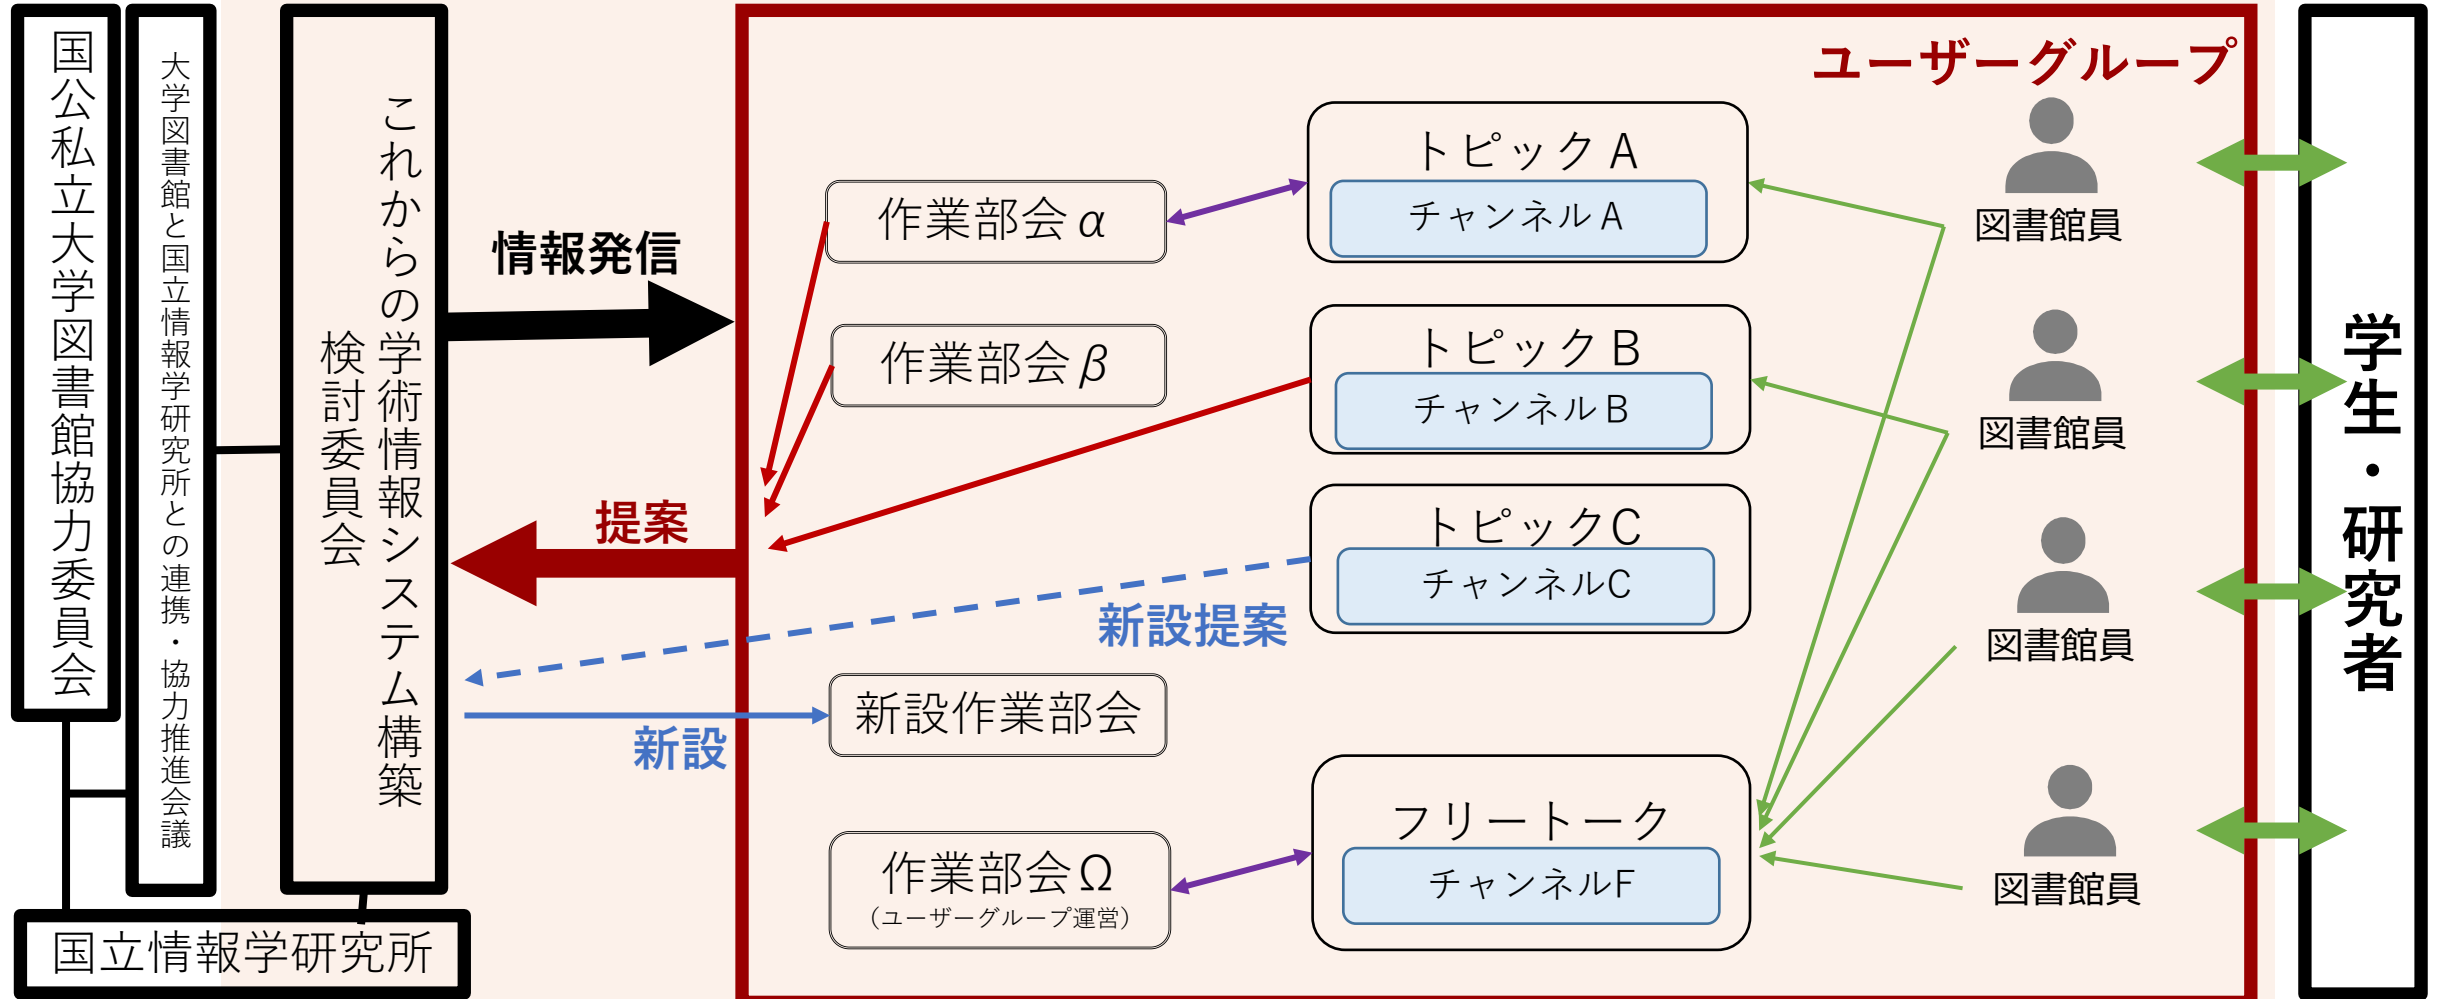 国公私立大学図書館協力委員会
大学図書館と国立情報学研究所との連携・協力推進会議
これからの学術情報システム構築
検討委員会
国立情報学研究所
情報発信
提案
新設提案
新設
ユーザーグループ
作業部会α
作業部会β
新設作業部会
作業部会Ω
（ユーザーグループ運営）
トピックA
チャンネルA
トピックB
チャンネルB
トピックC
チャンネルC
フリートーク
チャンネルF
図書館員
図書館員
図書館員
図書館員
学生・研究者